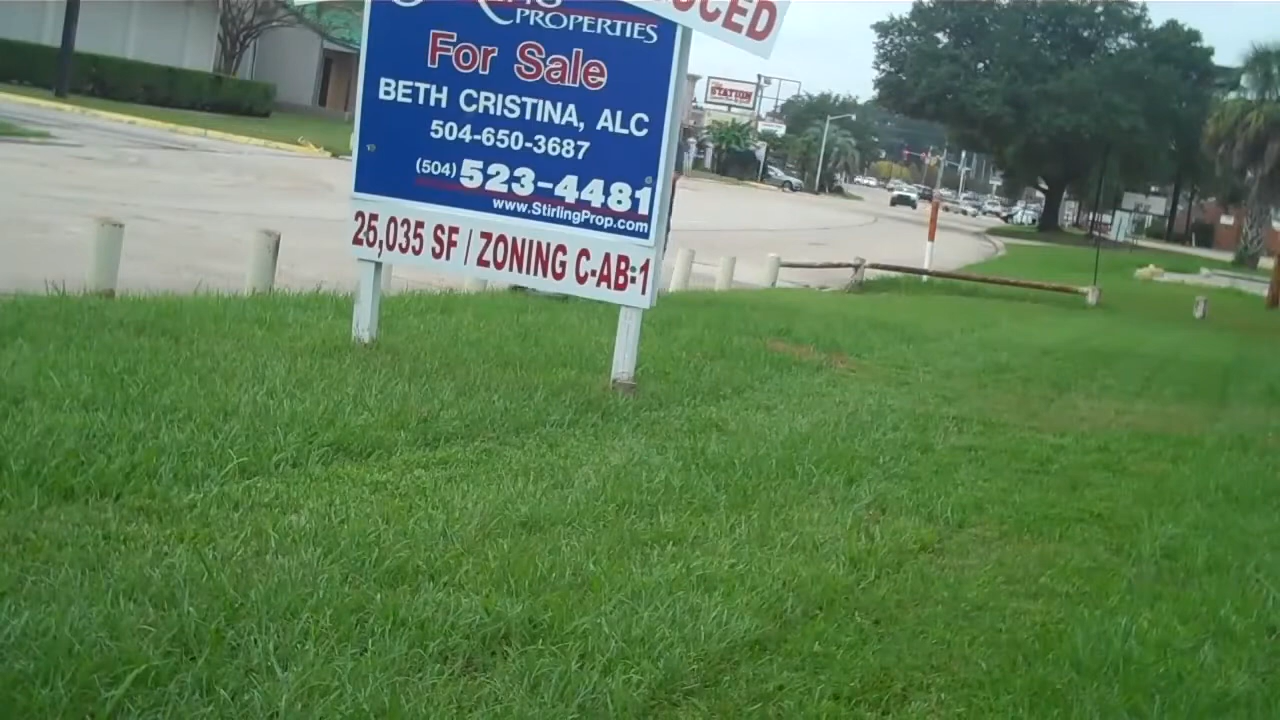 PROPERTIES
For Sale
BETH CRISTINA, ALC
504-650-3687
(504) 523-4481
www.StirlingProp.com
25,035 SF / ZONING C-AB-1
STATION